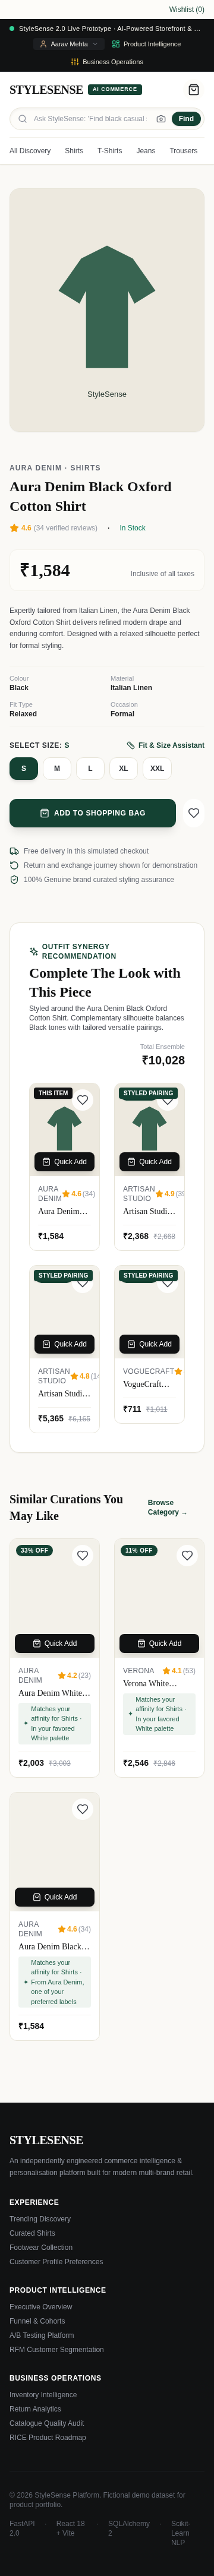 Wishlist (0)
StyleSense 2.0 Live Prototype · AI-Powered Storefront & ...
Aarav Mehta
Product Intelligence
Business Operations
STYLESENSE
AI COMMERCE
Ask StyleSense: 'Find black casual
Find
All Discovery
Shirts
T-Shirts
Jeans
Trousers
StyleSense
AURA DENIM · SHIRTS
Aura Denim Black Oxford
Cotton Shirt
4.6 (34 verified reviews)
·
In Stock
₹1,584
Inclusive of all taxes
Expertly tailored from Italian Linen, the Aura Denim Black
Oxford Cotton Shirt delivers refined modern drape and
enduring comfort. Designed with a relaxed silhouette perfect
for formal styling.
Colour
Black
Material
Italian Linen
Fit Type
Relaxed
Occasion
Formal
SELECT SIZE: S
Fit & Size Assistant
S
M
L
XL
XXL
ADD TO SHOPPING BAG
Free delivery in this simulated checkout
Return and exchange journey shown for demonstration
100% Genuine brand curated styling assurance
OUTFIT SYNERGY
RECOMMENDATION
Complete The Look with
This Piece
Styled around the Aura Denim Black Oxford
Cotton Shirt. Complementary silhouette balances
Black tones with tailored versatile pairings.
Total Ensemble
₹10,028
THIS ITEM
Quick Add
AURA
DENIM
4.6 (34)
Aura Denim...
₹1,584
STYLED PAIRING
Quick Add
ARTISAN
STUDIO
4.9 (39
Artisan Studi...
₹2,368 ₹2,668
STYLED PAIRING
Quick Add
ARTISAN
STUDIO
4.8 (14
Artisan Studi...
₹5,365 ₹6,165
STYLED PAIRING
Quick Add
VOGUECRAFT
VogueCraft...
₹711 ₹1,011
Similar Curations You
May Like
Browse
Category →
33% OFF
Quick Add
AURA
DENIM
4.2 (23)
Aura Denim White...
Matches your
affinity for Shirts ·
In your favored
White palette
₹2,003 ₹3,003
11% OFF
Quick Add
VERONA
4.1 (53)
Verona White...
Matches your
affinity for Shirts ·
In your favored
White palette
₹2,546 ₹2,846
Quick Add
AURA
DENIM
4.6 (34)
Aura Denim Black...
Matches your
affinity for Shirts ·
From Aura Denim,
one of your
preferred labels
₹1,584
STYLESENSE
An independently engineered commerce intelligence &
personalisation platform built for modern multi-brand retail.
EXPERIENCE
Trending Discovery
Curated Shirts
Footwear Collection
Customer Profile Preferences
PRODUCT INTELLIGENCE
Executive Overview
Funnel & Cohorts
A/B Testing Platform
RFM Customer Segmentation
BUSINESS OPERATIONS
Inventory Intelligence
Return Analytics
Catalogue Quality Audit
RICE Product Roadmap
© 2026 StyleSense Platform. Fictional demo dataset for
product portfolio.
FastAPI
2.0
·
React 18
+ Vite
·
SQLAlchemy
2
·
Scikit-
Learn
NLP